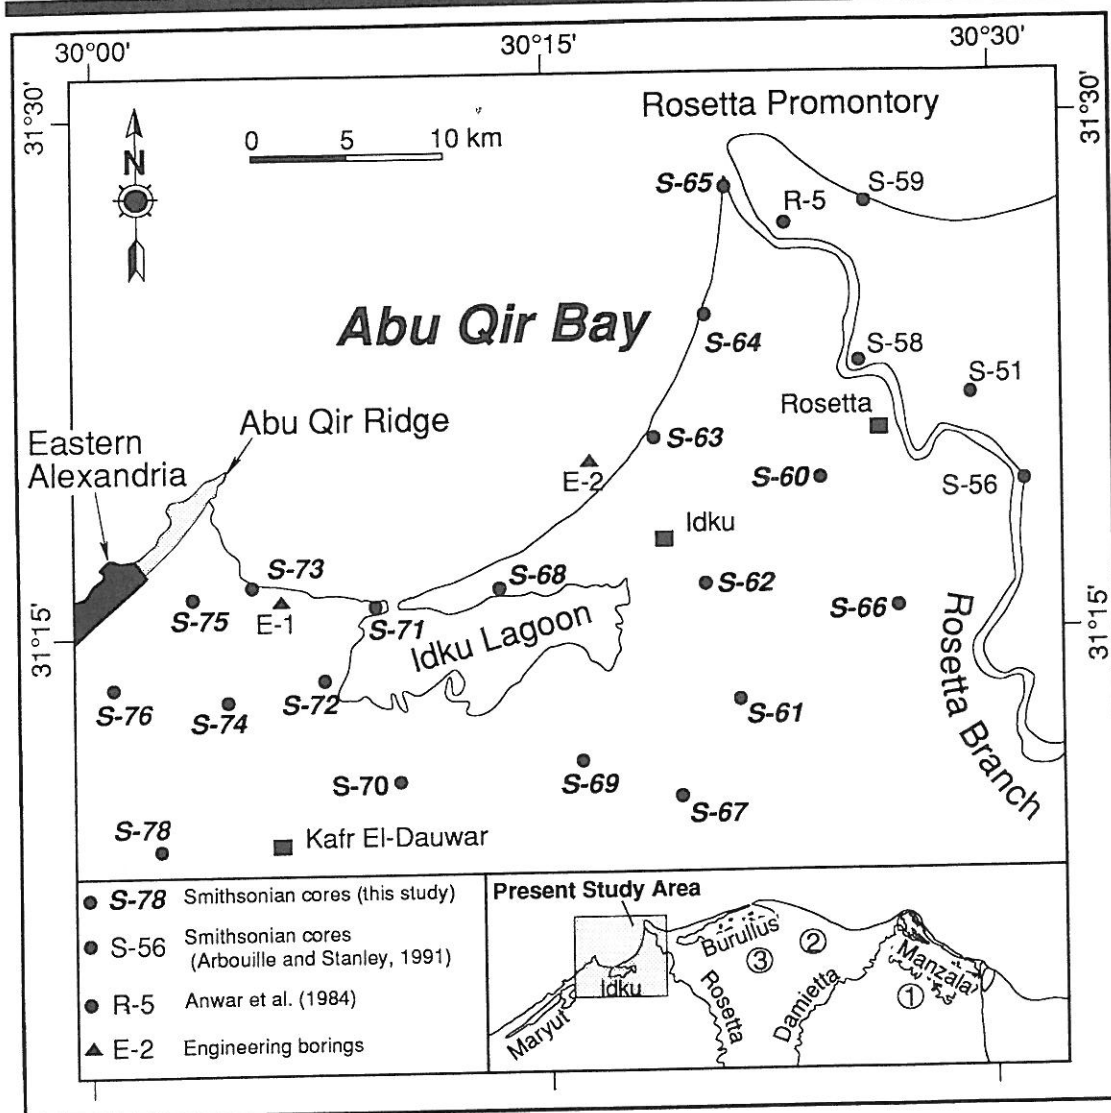 30°00'
30°15'
30°30'
31°30'
31°30'
Rosetta Promontory
0 5 10 km
N
S-65
S-59
R-5
Abu Qir Bay
S-64
S-58
S-51
Rosetta
Abu Qir Ridge
Eastern
Alexandria
S-63
E-2
S-60
S-56
Idku
S-73
S-68
S-62
S-75
E-1
S-71
S-66
31°15'
31°15'
Idku Lagoon
Rosetta Branch
S-76
S-74
S-72
S-61
S-70
S-69
S-67
S-78
Kafr El-Dauwar
S-78 Smithsonian cores (this study)
S-56 Smithsonian cores
(Arbouille and Stanley, 1991)
R-5 Anwar et al. (1984)
E-2 Engineering borings
Present Study Area
Burullus
2
3
Manzala
1
Idku
Maryut
Rosetta
Damietta